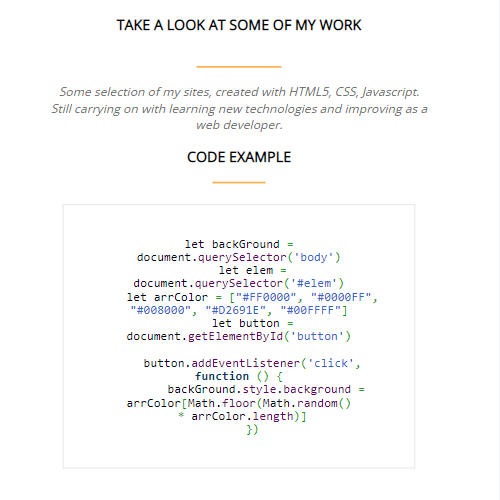 TAKE A LOOK AT SOME OF MY WORK
Some selection of my sites, created with HTML5, CSS, Javascript.
Still carrying on with learning new technologies and improving as a
web developer.
CODE EXAMPLE
let backGround =
document.querySelector('body')
let elem =
document.querySelector('#elem')
let arrColor = ["#FF0000", "#0000FF",
"#008000", "#D2691E", "#00FFFF"]
let button =
document.getElementById('button')
button.addEventListener('click',
function () {
backGround.style.background =
arrColor[Math.floor(Math.random()
* arrColor.length)]
})